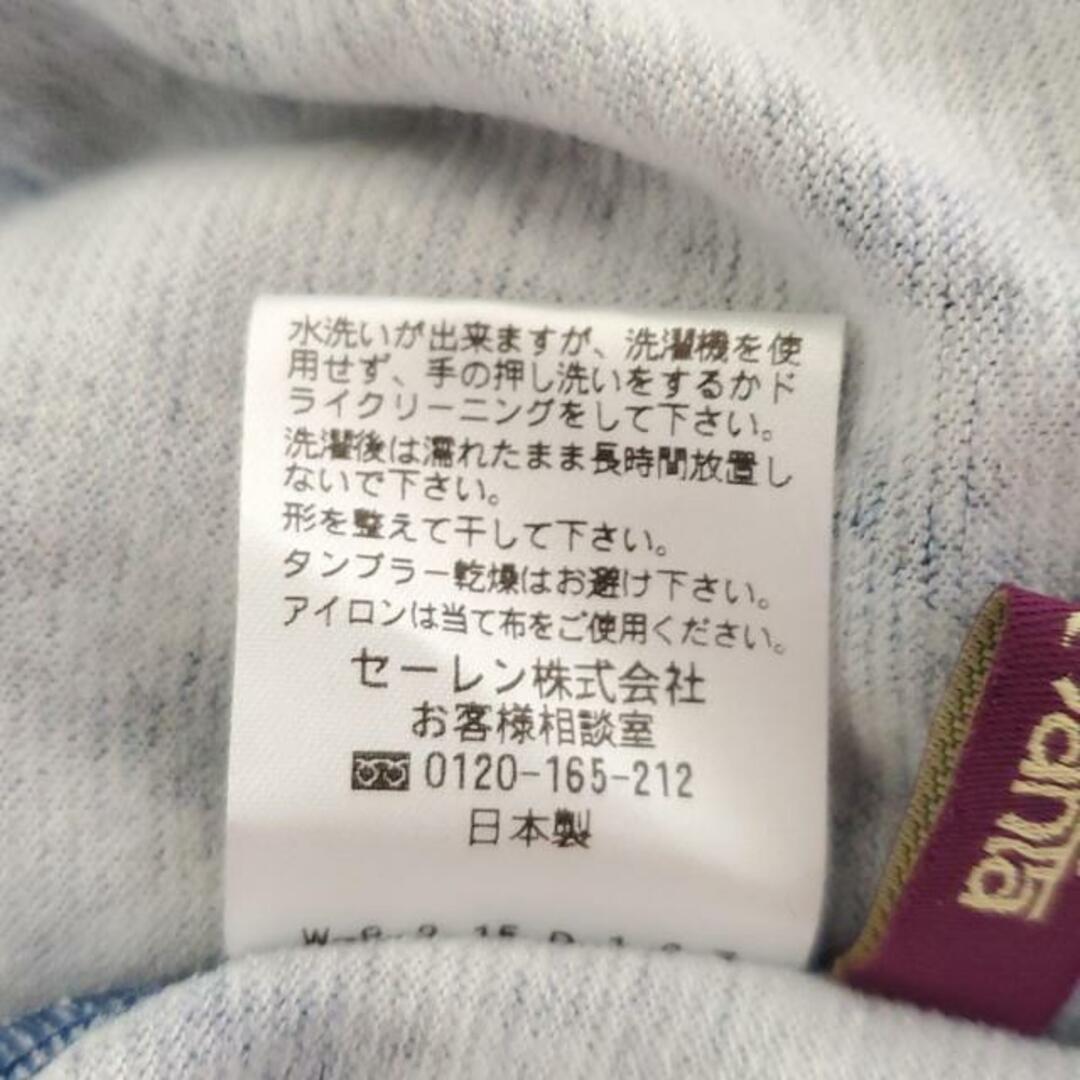 水洗いが出来ますが、洗濯機を使
用せず、手の押し洗いをするかド
ライクリーニングをして下さい。
洗濯後は濡れたまま長時間放置し
ないで下さい。
形を整えて干して下さい。
タンブラー乾燥はお避け下さい。
アイロンは当て布をご使用ください。
セーレン株式会社
お客様相談室
0120-165-212
日本製